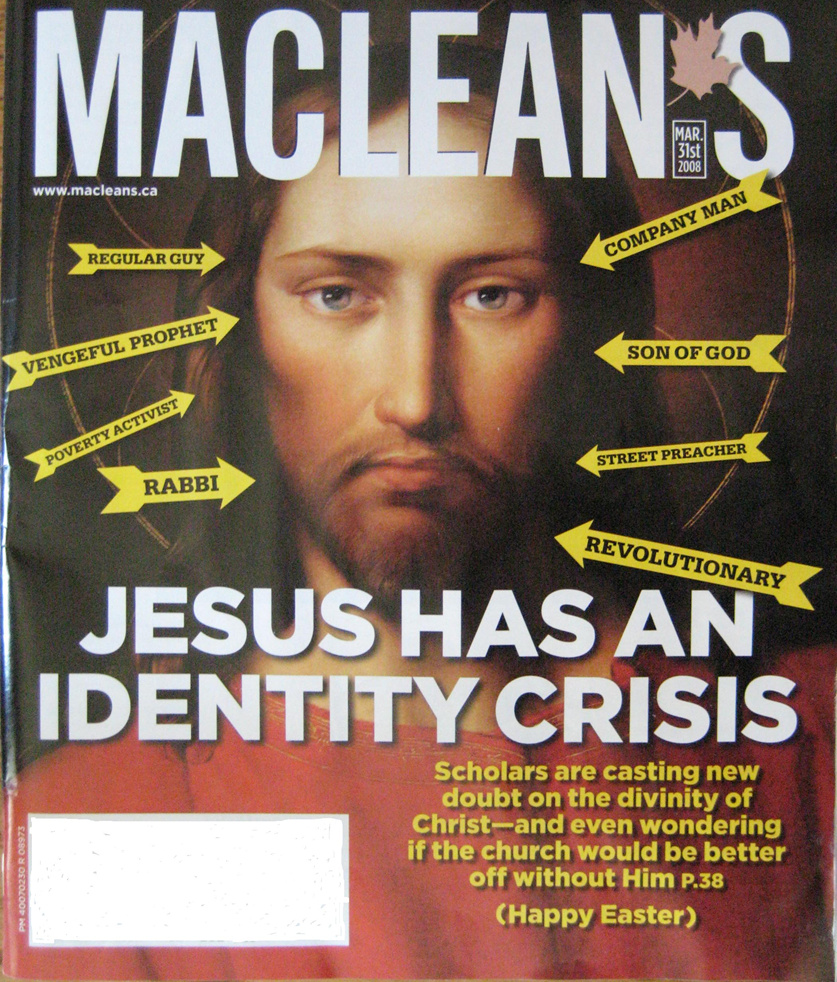 MACLEAN'S
MAR.
31st
2008
www.macleans.ca
COMPANY MAN
REGULAR GUY
VENGEFUL PROPHET
SON OF GOD
POVERTY ACTIVIST
STREET PREACHER
RABBI
REVOLUTIONARY
JESUS HAS AN
IDENTITY CRISIS
Scholars are casting new
doubt on the divinity of
Christ—and even wondering
if the church would be better
off without Him P.38
(Happy Easter)
PM 40070230 R 08973